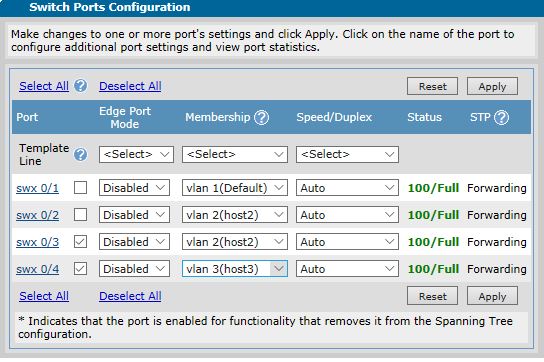 Switch Ports Configuration
Make changes to one or more port's settings and click Apply. Click on the name of the port to
configure additional port settings and view port statistics.
Select All ? Deselect All Reset Apply
Port Edge Port Mode Membership ? Speed/Duplex Status STP ?
Template Line ? <Select> <Select> <Select>
swx 0/1 Disabled vlan 1(Default) Auto 100/Full Forwarding
swx 0/2 Disabled vlan 2(host2) Auto 100/Full Forwarding
swx 0/3 Disabled vlan 2(host2) Auto 100/Full Forwarding
swx 0/4 Disabled vlan 3(host3) Auto 100/Full Forwarding
Select All Deselect All Reset Apply
* Indicates that the port is enabled for functionality that removes it from the Spanning Tree
configuration.